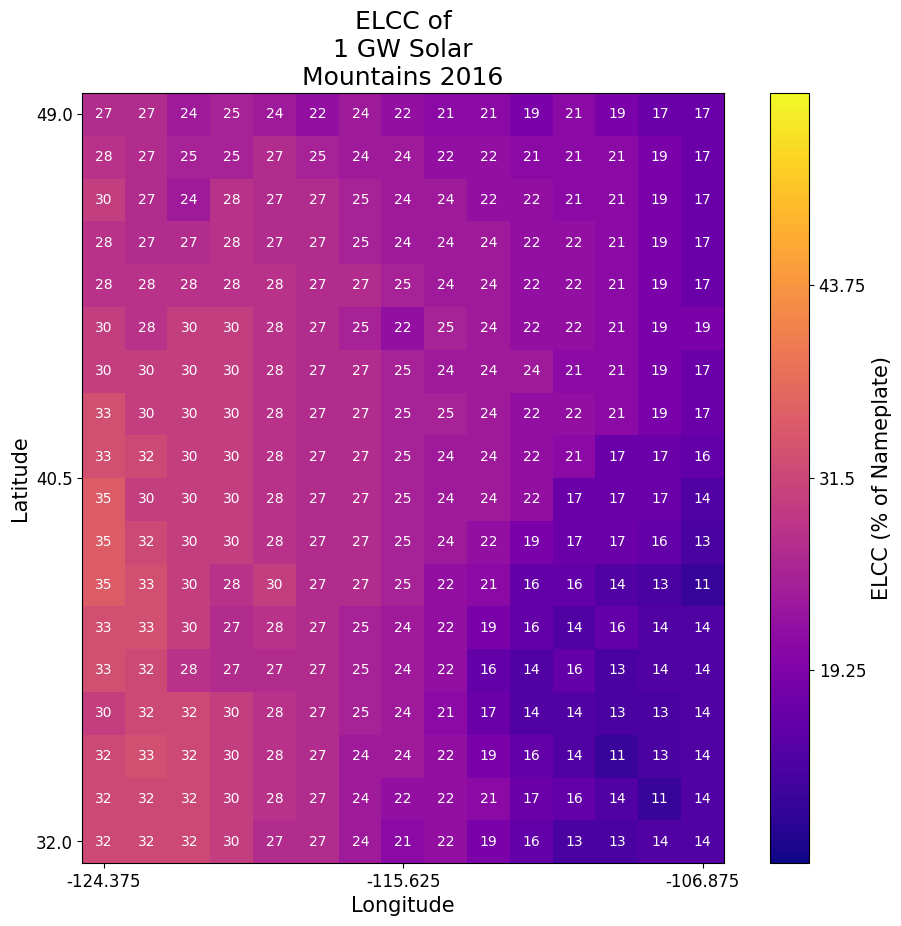 ELCC of
1 GW Solar
Mountains 2016
49.0 27 27 24 25 24 22 24 22 21 21 19 21 19 17 17
28 27 25 25 27 25 24 24 22 22 21 21 21 19 17
30 27 24 28 27 27 25 24 24 22 22 21 21 19 17
28 27 27 28 27 27 25 24 24 24 22 22 21 19 17
28 28 28 28 28 27 27 25 24 24 22 22 21 19 17 43.75
30 28 30 30 28 27 25 22 25 24 22 22 21 19 19
30 30 30 30 28 27 27 25 24 24 24 21 21 19 17
33 30 30 30 28 27 27 25 25 24 22 22 21 19 17
33 32 30 30 28 27 27 25 24 24 22 21 17 17 16
40.5 31.5
35 30 30 30 28 27 27 25 24 24 22 17 17 17 14
35 32 30 30 28 27 27 25 24 22 19 17 17 16 13
35 33 30 28 30 27 27 25 22 21 16 16 14 13 11
33 33 30 27 28 27 25 24 22 19 16 14 16 14 14
33 32 28 27 27 27 25 24 22 16 14 16 13 14 14 19.25
30 32 32 30 28 27 25 24 21 17 14 14 13 13 14
32 33 32 30 28 27 24 24 22 19 16 14 11 13 14
32 32 32 30 28 27 24 22 22 21 17 16 14 11 14
32.0 32 32 32 30 27 27 24 21 22 19 16 13 13 14 14
-124.375 -115.625 -106.875
Longitude
Latitude
ELCC (% of Nameplate)